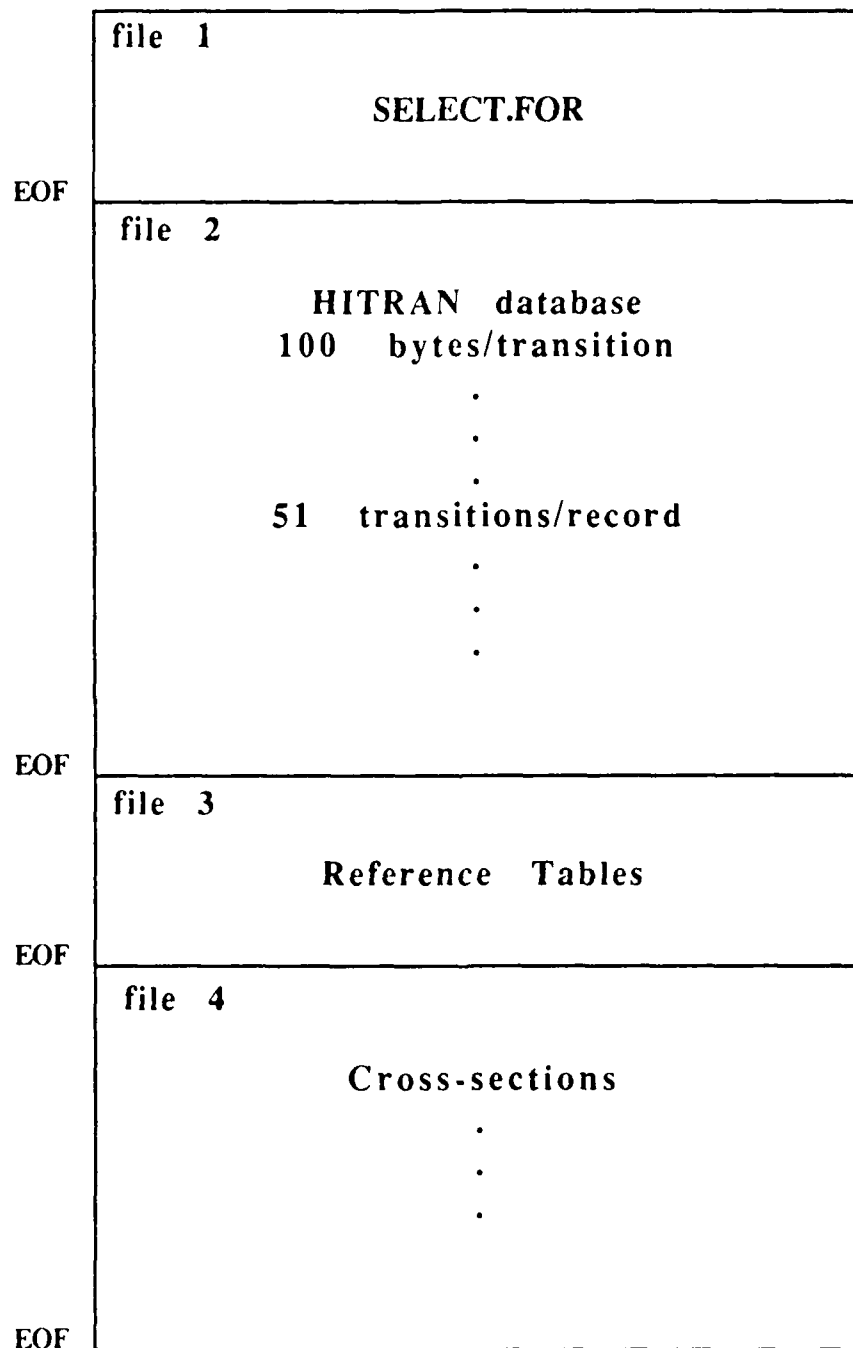 file 1
SELECT.FOR
EOF
file 2
HITRAN database
100 bytes/transition
.
.
.
51 transitions/record
.
.
.
EOF
file 3
Reference Tables
EOF
file 4
Cross-sections
.
.
.
EOF